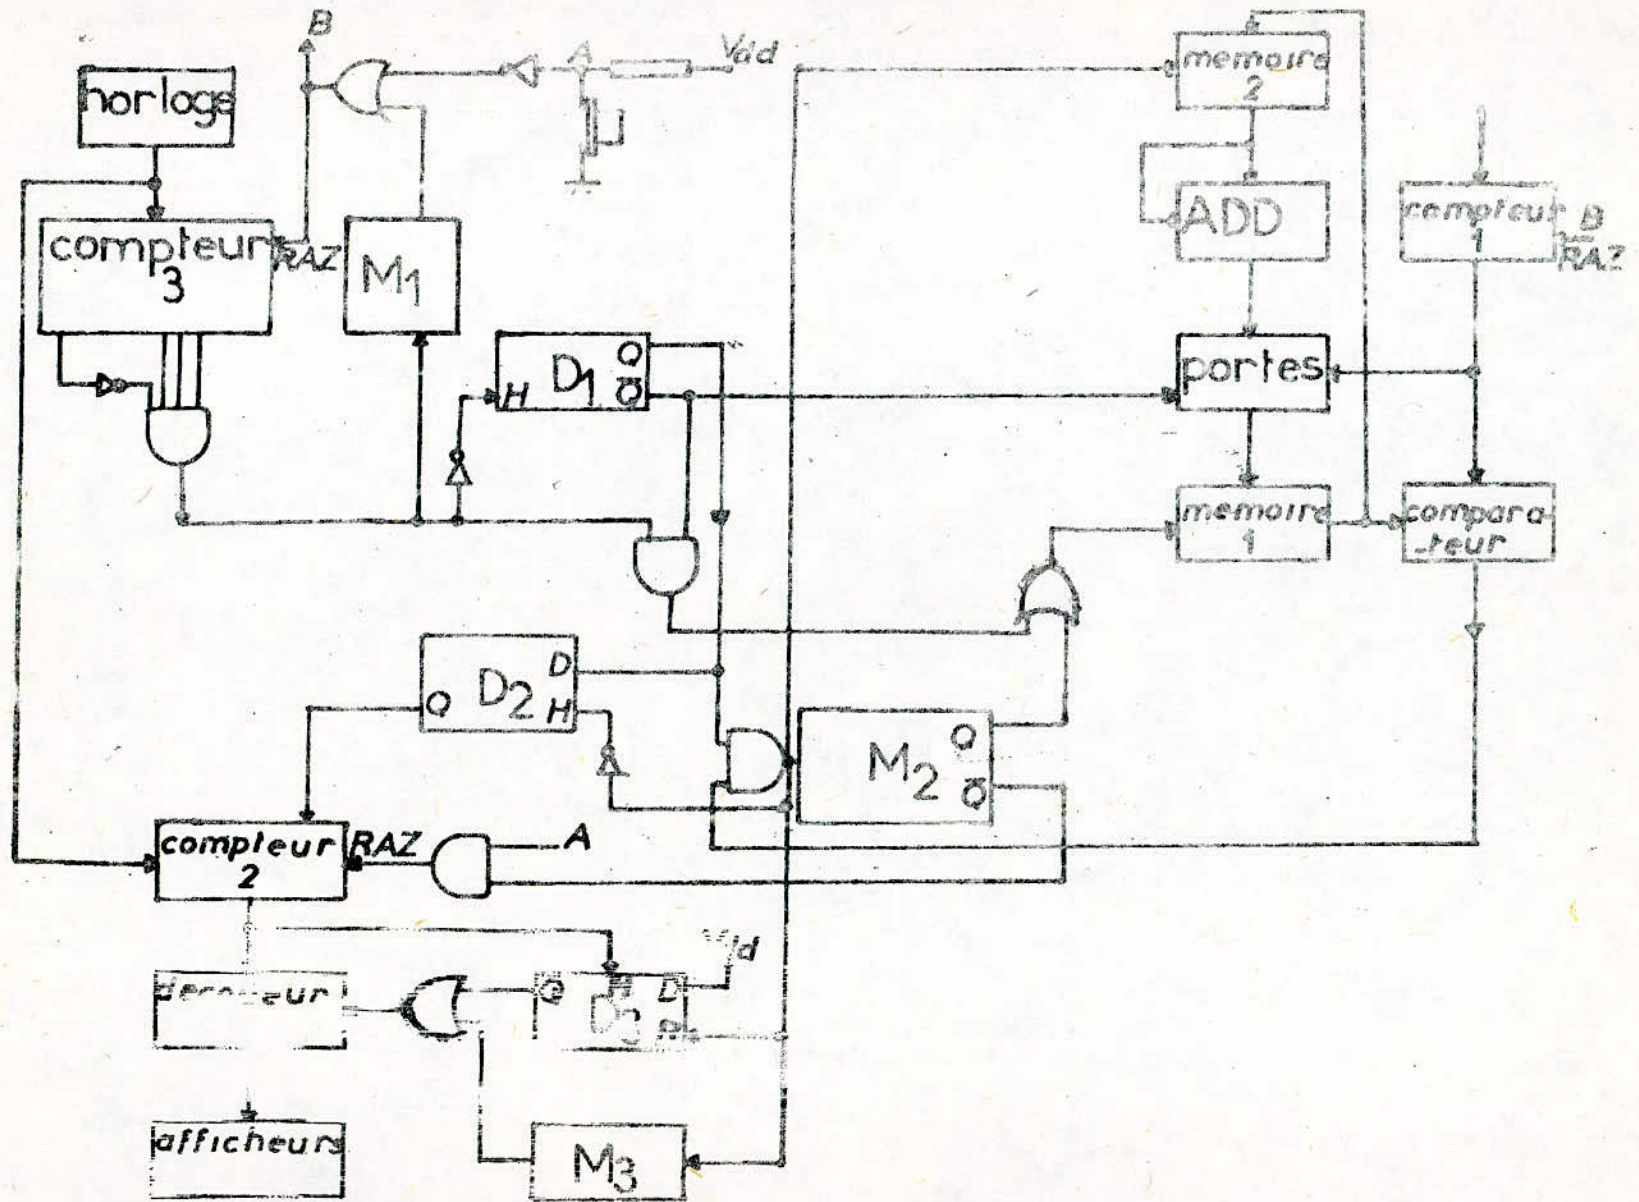 B
A
Vdd
horloge
memoire
2
compteur
3
RAZ
M1
ADD
compteur
1
B
RAZ
D1
Q
Q̅
H
portes
memoire
1
compara-
-teur
D2
D
H
Q
M2
Q
Q̅
compteur
2
RAZ
A
Q
H
D
afficheurs
M3